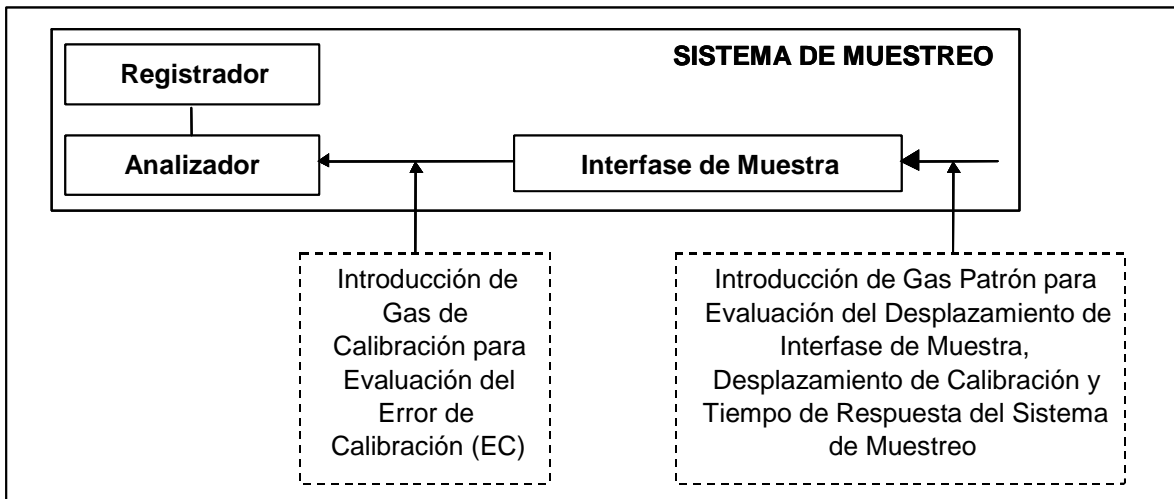 SISTEMA DE MUESTREO
Registrador
Analizador
Interfase de Muestra
Introducción de
Gas de
Calibración para
Evaluación del
Error de
Calibración (EC)
Introducción de Gas Patrón para
Evaluación del Desplazamiento de
Interfase de Muestra,
Desplazamiento de Calibración y
Tiempo de Respuesta del Sistema
de Muestreo